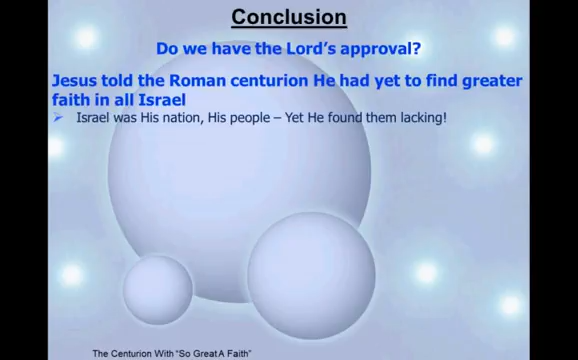 Conclusion
Do we have the Lord's approval?
Jesus told the Roman centurion He had yet to find greater
faith in all Israel
➢ Israel was His nation, His people – Yet He found them lacking!
The Centurion With "So Great A Faith"